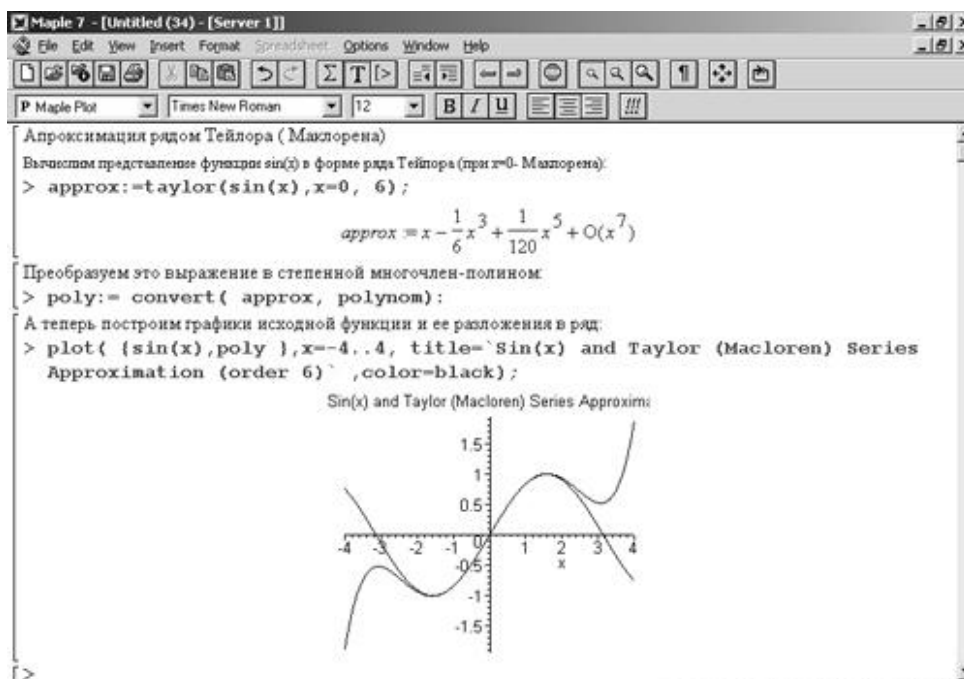 Maple 7 - [Untitled (34) - [Server 1]]
File Edit View Insert Format Spreadsheet Options Window Help
P Maple Plot Times New Roman 12 B I U !!!
Апроксимация рядом Тейлора ( Маклорена)
Вычислим представление функции sin(x) в форме ряда Тейлора (при x=0- Маклорена):
> approx:=taylor(sin(x),x=0, 6);
approx := x - 1/6 x^3 + 1/120 x^5 + O(x^7)
Преобразуем это выражение в степенной многочлен-полином:
> poly:= convert( approx, polynom):
А теперь построим графики исходной функции и ее разложения в ряд:
> plot( {sin(x),poly },x=-4..4, title=`Sin(x) and Taylor (Macloren) Series
Approximation (order 6)` ,color=black);
Sin(x) and Taylor (Macloren) Series Approxima
1.5
1
0.5
-4 -3 -2 -1 0 1 2 3 4
x
-0.5
-1
-1.5
>